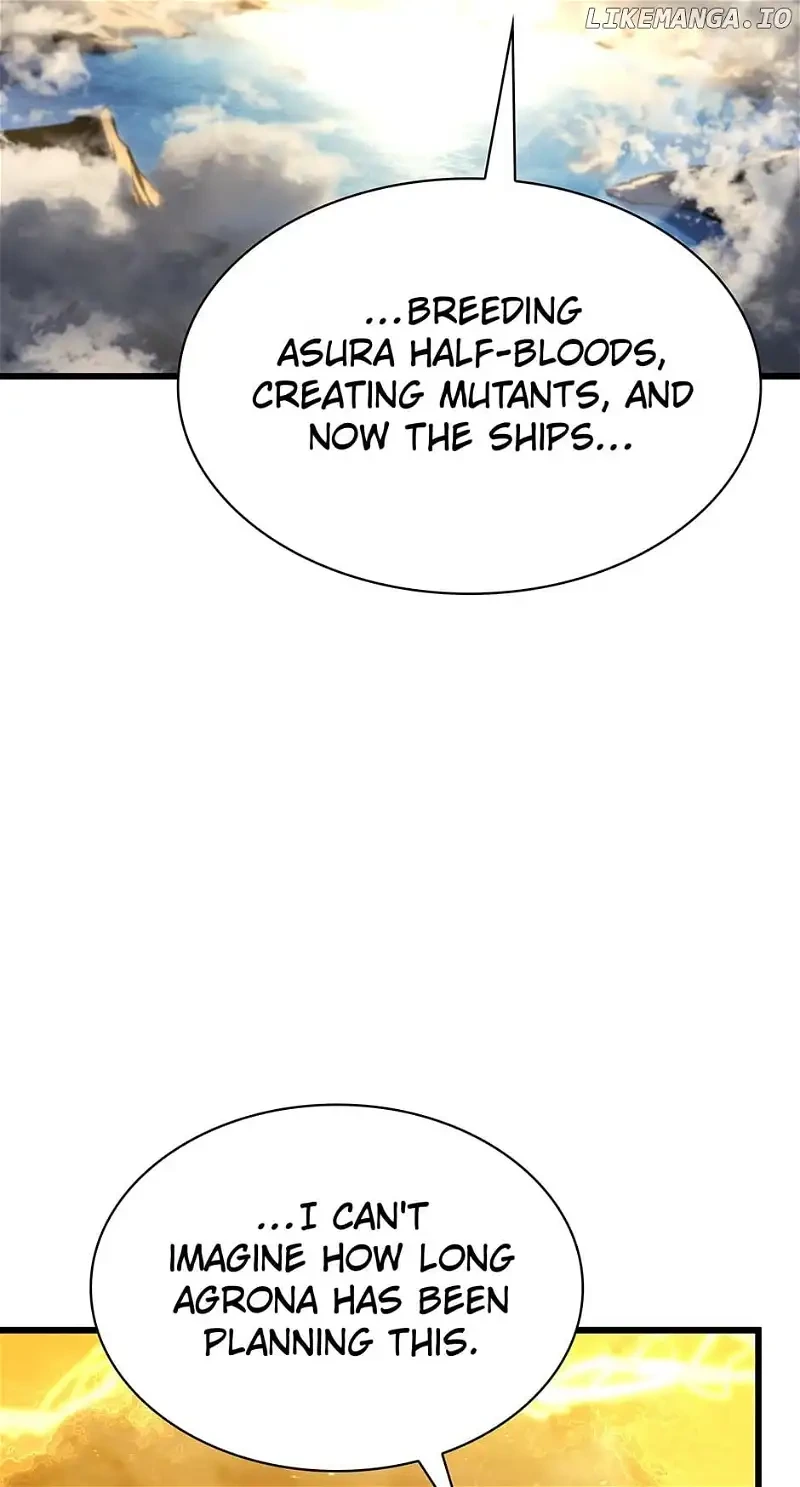 LIKEMANGA.IO
...BREEDING
ASURA HALF-BLOODS,
CREATING MUTANTS, AND
NOW THE SHIPS...
...I CAN'T
IMAGINE HOW LONG
AGRONA HAS BEEN
PLANNING THIS.